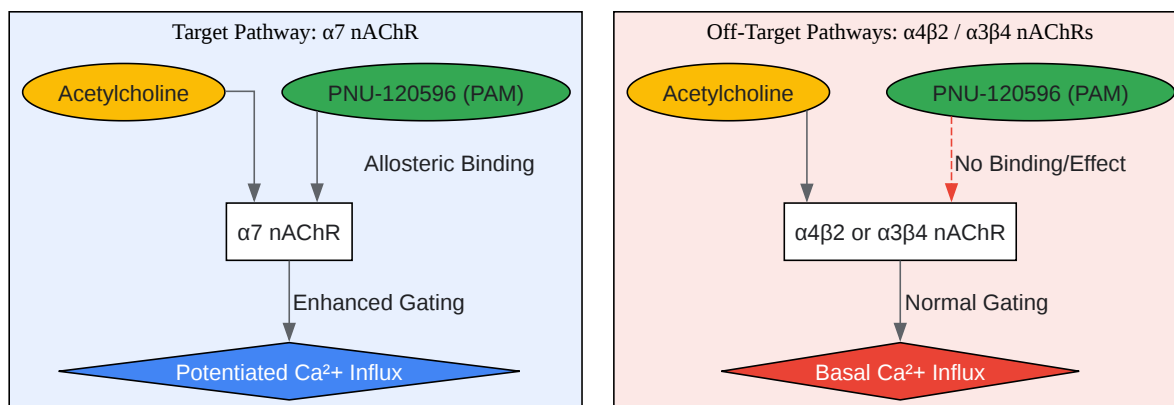 Target Pathway: α7 nAChR
Acetylcholine
PNU-120596 (PAM)
Allosteric Binding
α7 nAChR
Enhanced Gating
Potentiated Ca²+ Influx
Off-Target Pathways: α4β2 / α3β4 nAChRs
Acetylcholine
PNU-120596 (PAM)
No Binding/Effect
α4β2 or α3β4 nAChR
Normal Gating
Basal Ca²+ Influx